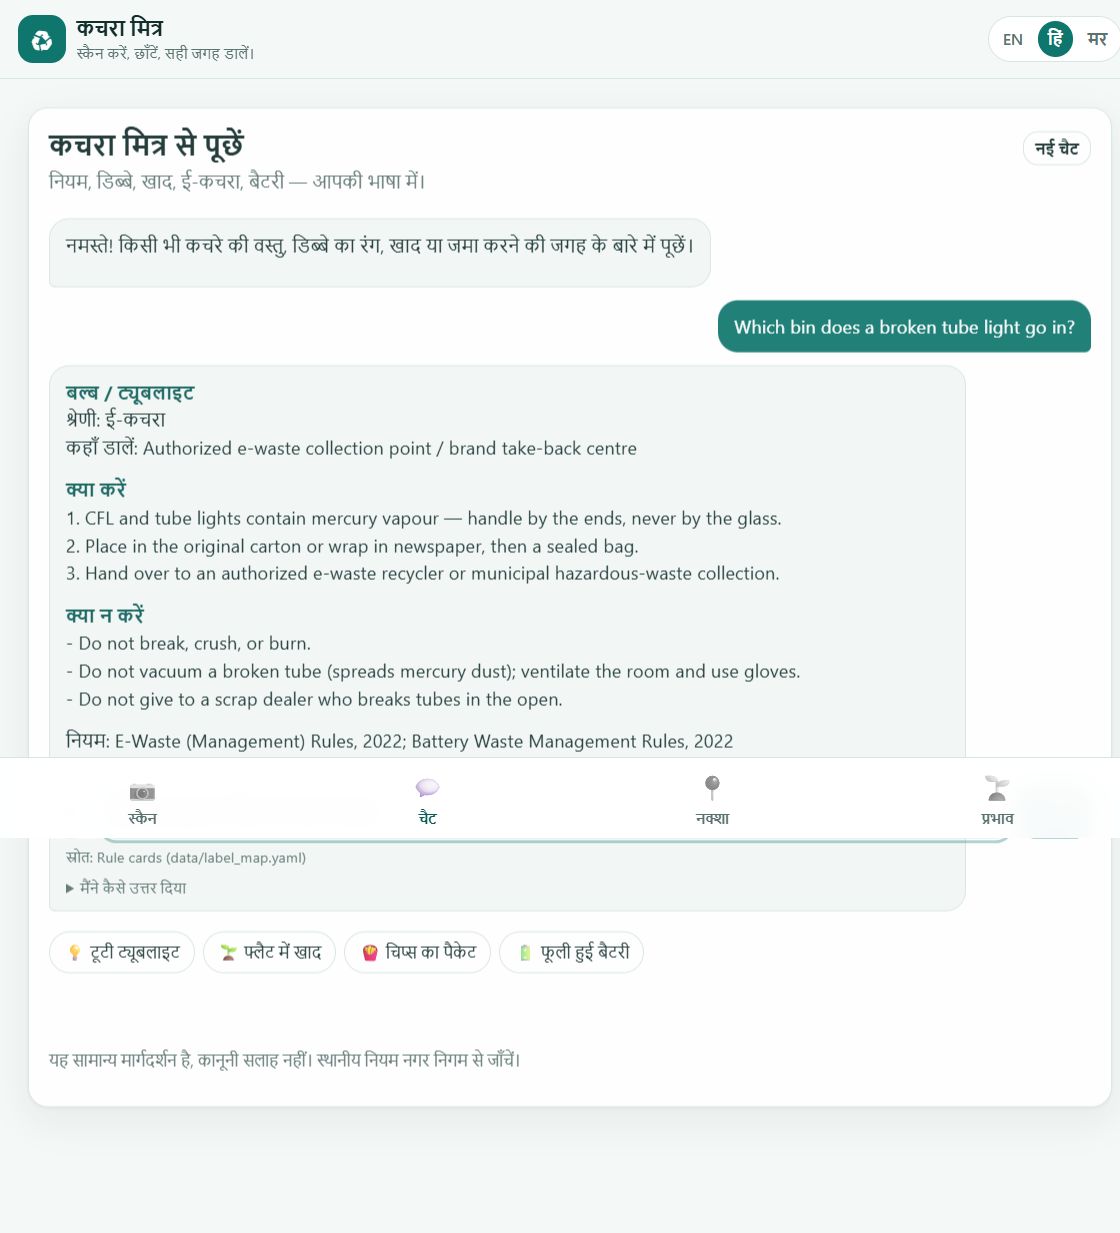 कचरा मित्र
स्कैन करें, छाँटें, सही जगह डालें।
EN हिं मर
कचरा मित्र से पूछें
नई चैट
नियम, डिब्बे, खाद, ई-कचरा, बैटरी — आपकी भाषा में।
नमस्ते! किसी भी कचरे की वस्तु, डिब्बे का रंग, खाद या जमा करने की जगह के बारे में पूछें।
Which bin does a broken tube light go in?
बल्ब / ट्यूबलाइट
श्रेणी: ई-कचरा
कहाँ डालें: Authorized e-waste collection point / brand take-back centre
क्या करें
1. CFL and tube lights contain mercury vapour — handle by the ends, never by the glass.
2. Place in the original carton or wrap in newspaper, then a sealed bag.
3. Hand over to an authorized e-waste recycler or municipal hazardous-waste collection.
क्या न करें
- Do not break, crush, or burn.
- Do not vacuum a broken tube (spreads mercury dust); ventilate the room and use gloves.
- Do not give to a scrap dealer who breaks tubes in the open.
नियम: E-Waste (Management) Rules, 2022; Battery Waste Management Rules, 2022
स्कैन चैट नक्शा प्रभाव
स्रोत: Rule cards (data/label_map.yaml)
▶ मैंने कैसे उत्तर दिया
टूटी ट्यूबलाइट फ्लैट में खाद चिप्स का पैकेट फूली हुई बैटरी
यह सामान्य मार्गदर्शन है, कानूनी सलाह नहीं। स्थानीय नियम नगर निगम से जाँचें।